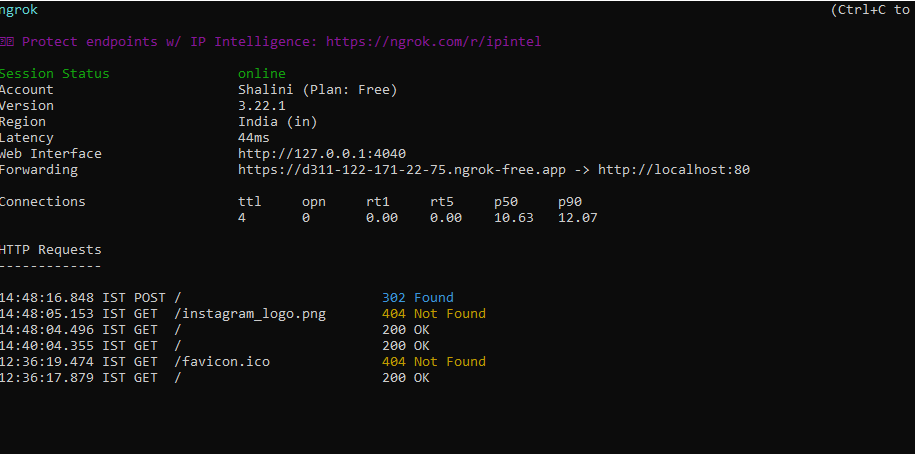 ngrok (Ctrl+C to
Protect endpoints w/ IP Intelligence: https://ngrok.com/r/ipintel
Session Status online
Account Shalini (Plan: Free)
Version 3.22.1
Region India (in)
Latency 44ms
Web Interface http://127.0.0.1:4040
Forwarding https://d311-122-171-22-75.ngrok-free.app -> http://localhost:80
Connections ttl opn rt1 rt5 p50 p90
4 0 0.00 0.00 10.63 12.07
HTTP Requests
-------------
14:48:16.848 IST POST / 302 Found
14:48:05.153 IST GET /instagram_logo.png 404 Not Found
14:48:04.496 IST GET / 200 OK
14:40:04.355 IST GET / 200 OK
12:36:19.474 IST GET /favicon.ico 404 Not Found
12:36:17.879 IST GET / 200 OK